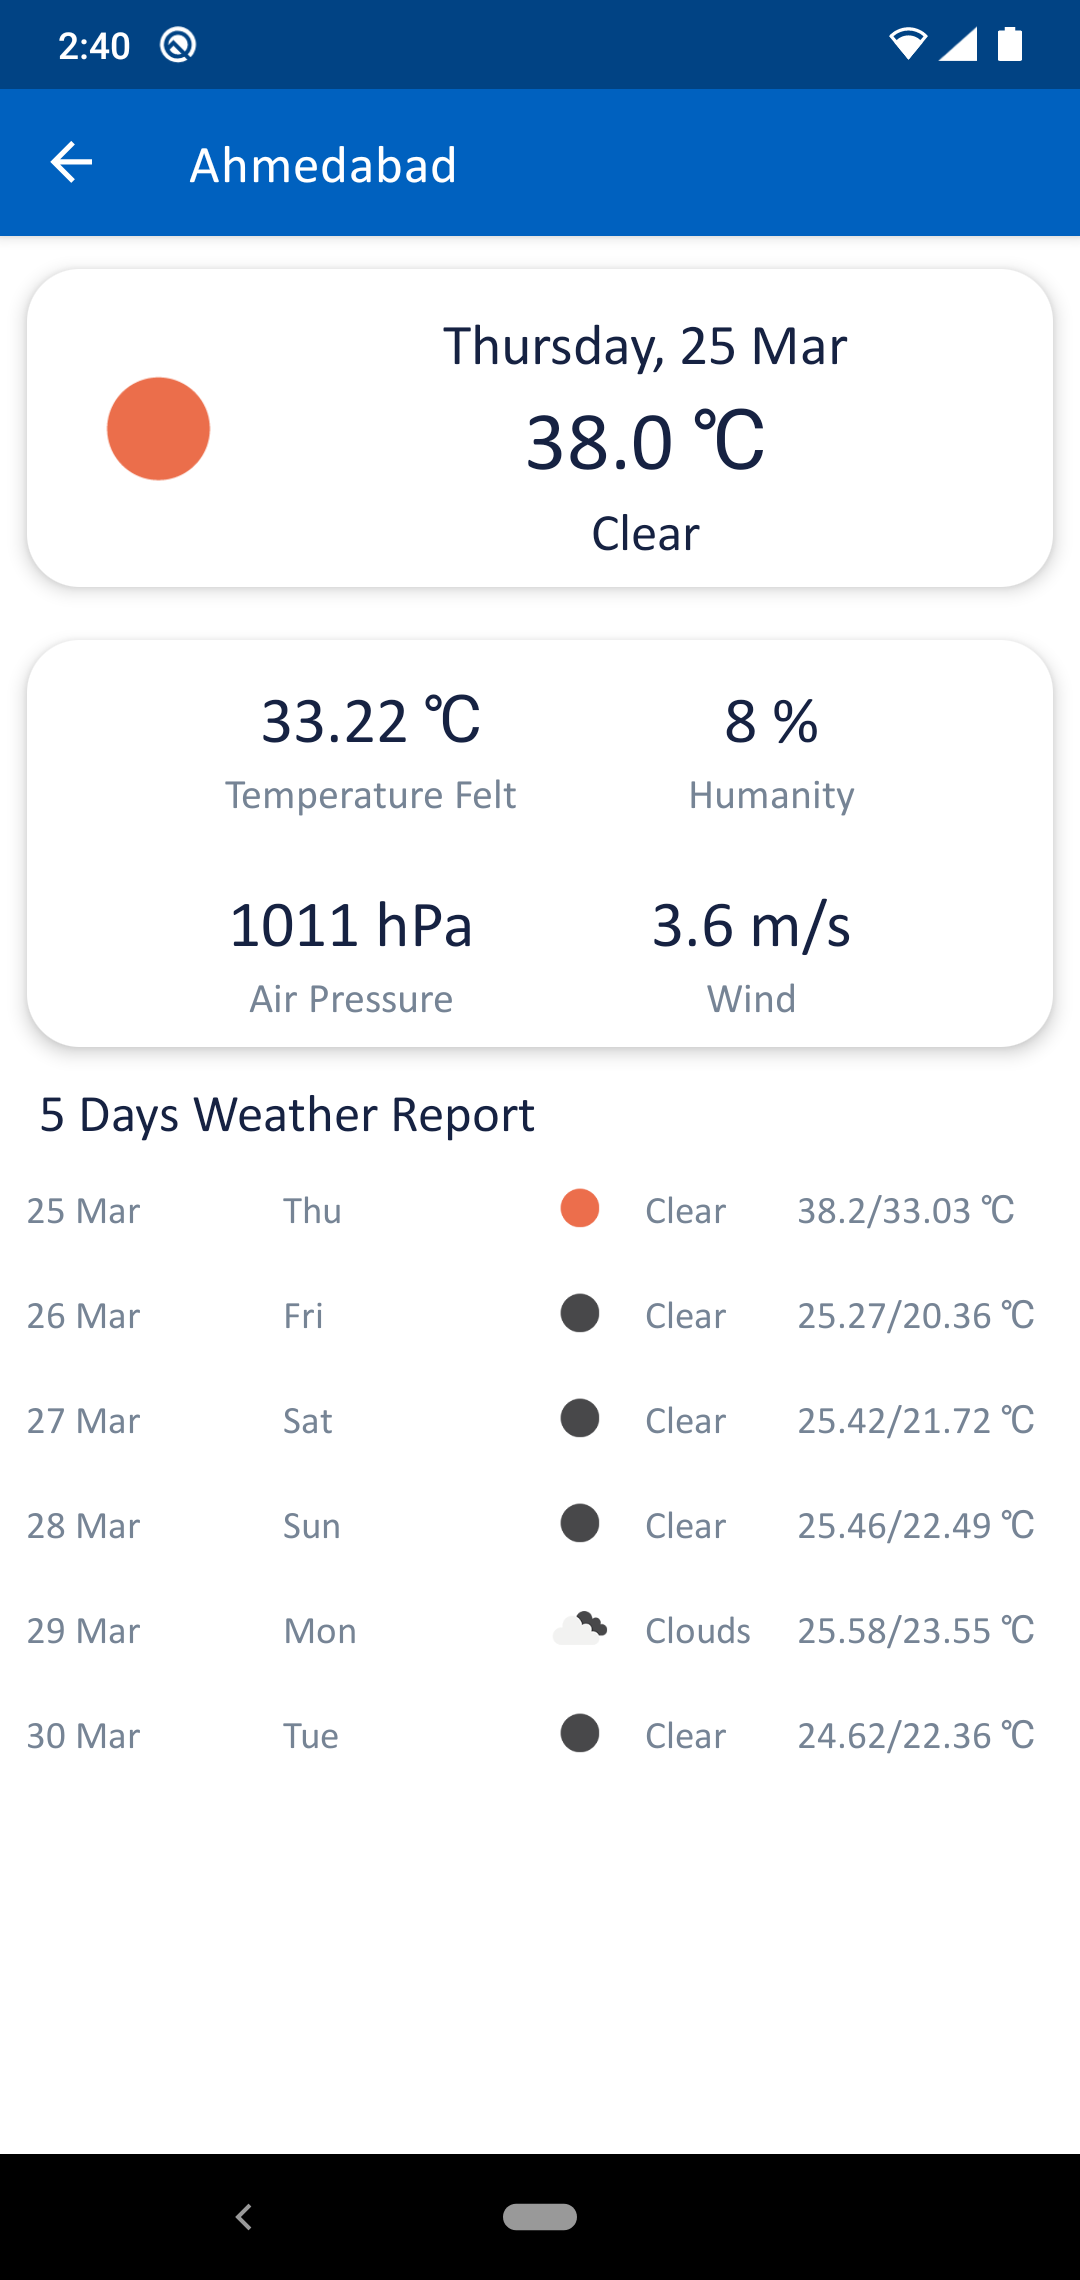 2:40
Ahmedabad
Thursday, 25 Mar
38.0 ℃
Clear
33.22 ℃ 8 %
Temperature Felt Humanity
1011 hPa 3.6 m/s
Air Pressure Wind
5 Days Weather Report
25 Mar Thu Clear 38.2/33.03 ℃
26 Mar Fri Clear 25.27/20.36 ℃
27 Mar Sat Clear 25.42/21.72 ℃
28 Mar Sun Clear 25.46/22.49 ℃
29 Mar Mon Clouds 25.58/23.55 ℃
30 Mar Tue Clear 24.62/22.36 ℃